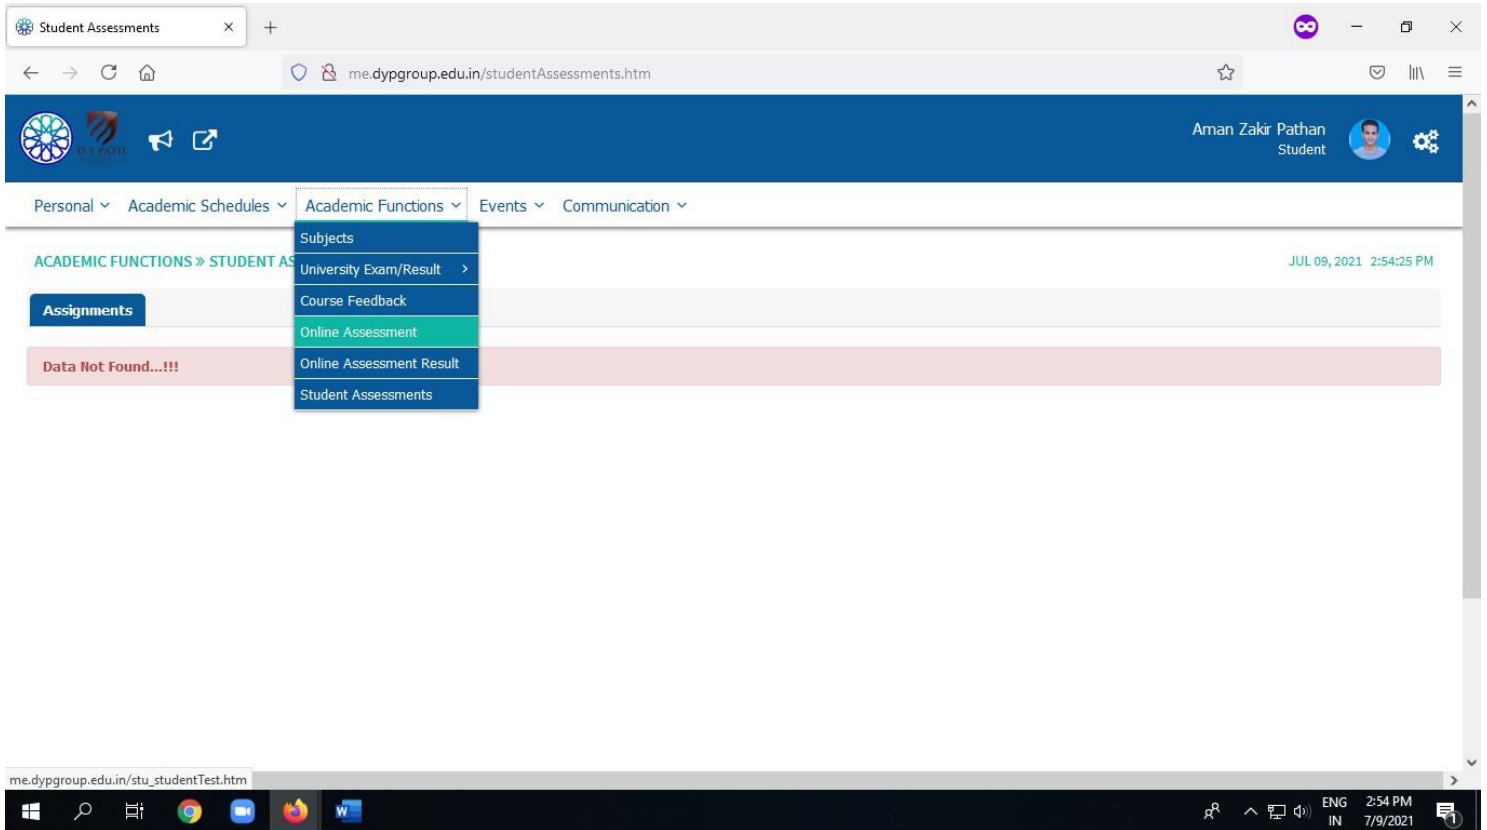 Student Assessments
me.dypgroup.edu.in/studentAssessments.htm
Aman Zakir Pathan
Student
Personal Academic Schedules Academic Functions Events Communication
Subjects
ACADEMIC FUNCTIONS » STUDENT AS
University Exam/Result
JUL 09, 2021 2:54:25 PM
Course Feedback
Assignments
Online Assessment
Data Not Found...!!!
Online Assessment Result
Student Assessments
me.dypgroup.edu.in/stu_studentTest.htm
ENG
IN
2:54 PM
7/9/2021
1